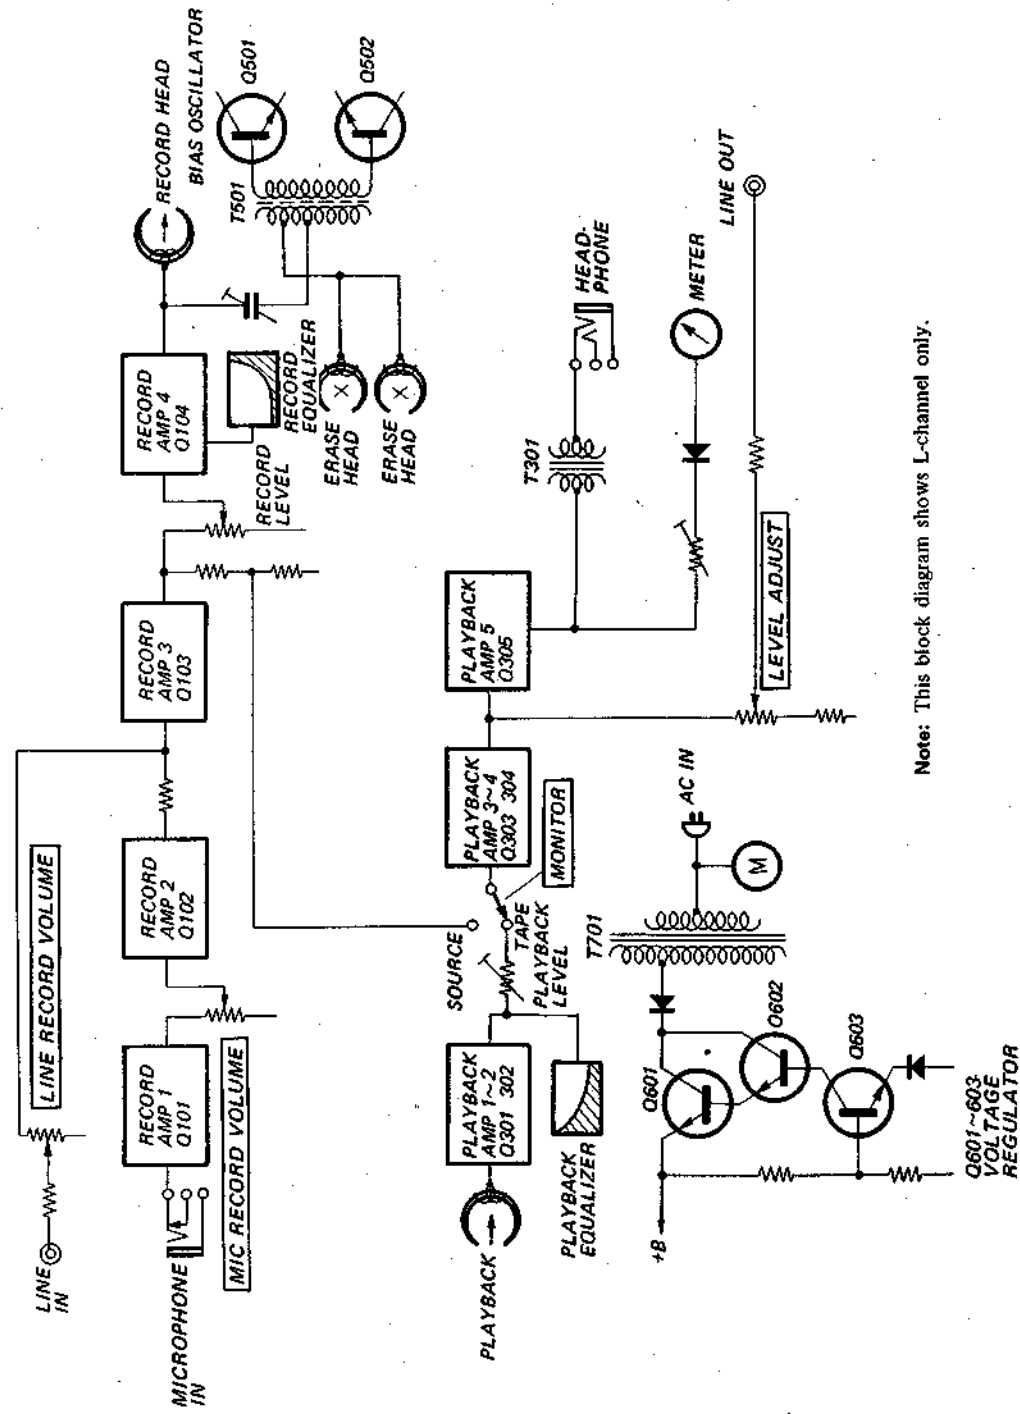 LINE
IN
LINE RECORD VOLUME
MICROPHONE
IN
MIC RECORD VOLUME
RECORD
AMP 1
Q101
RECORD
AMP 2
Q102
RECORD
AMP 3
Q103
RECORD
LEVEL
RECORD
AMP 4
Q104
RECORD
EQUALIZER
RECORD HEAD
BIAS OSCILLATOR
Q501
Q502
T501
ERASE
HEAD
X
ERASE
HEAD
X
PLAYBACK
PLAYBACK
AMP 1~2
Q301 302
PLAYBACK
EQUALIZER
SOURCE
TAPE
PLAYBACK
LEVEL
MONITOR
PLAYBACK
AMP 3~4
Q303 304
PLAYBACK
AMP 5
Q305
T301
HEAD-
PHONE
METER
LEVEL ADJUST
LINE OUT
+B
Q601
Q602
Q603
Q601~603
VOLTAGE
REGULATOR
T701
M
AC IN
Note: This block diagram shows L-channel only.